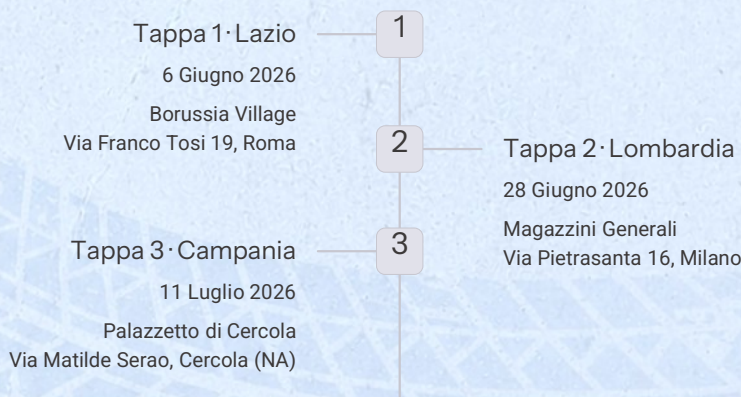 Tappa 1·Lazio
6 Giugno 2026
Borussia Village
Via Franco Tosi 19, Roma
1
2
Tappa 2·Lombardia
28 Giugno 2026
Magazzini Generali
Via Pietrasanta 16, Milano
3
Tappa 3·Campania
11 Luglio 2026
Palazzetto di Cercola
Via Matilde Serao, Cercola (NA)